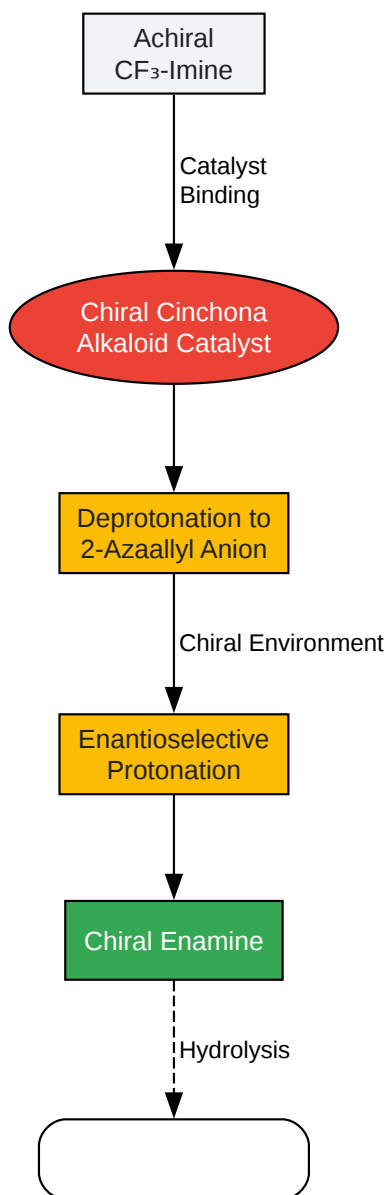 Achiral
CF₃-Imine
Catalyst
Binding
Chiral Cinchona
Alkaloid Catalyst
Deprotonation to
2-Azaallyl Anion
Chiral Environment
Enantioselective
Protonation
Chiral Enamine
Hydrolysis